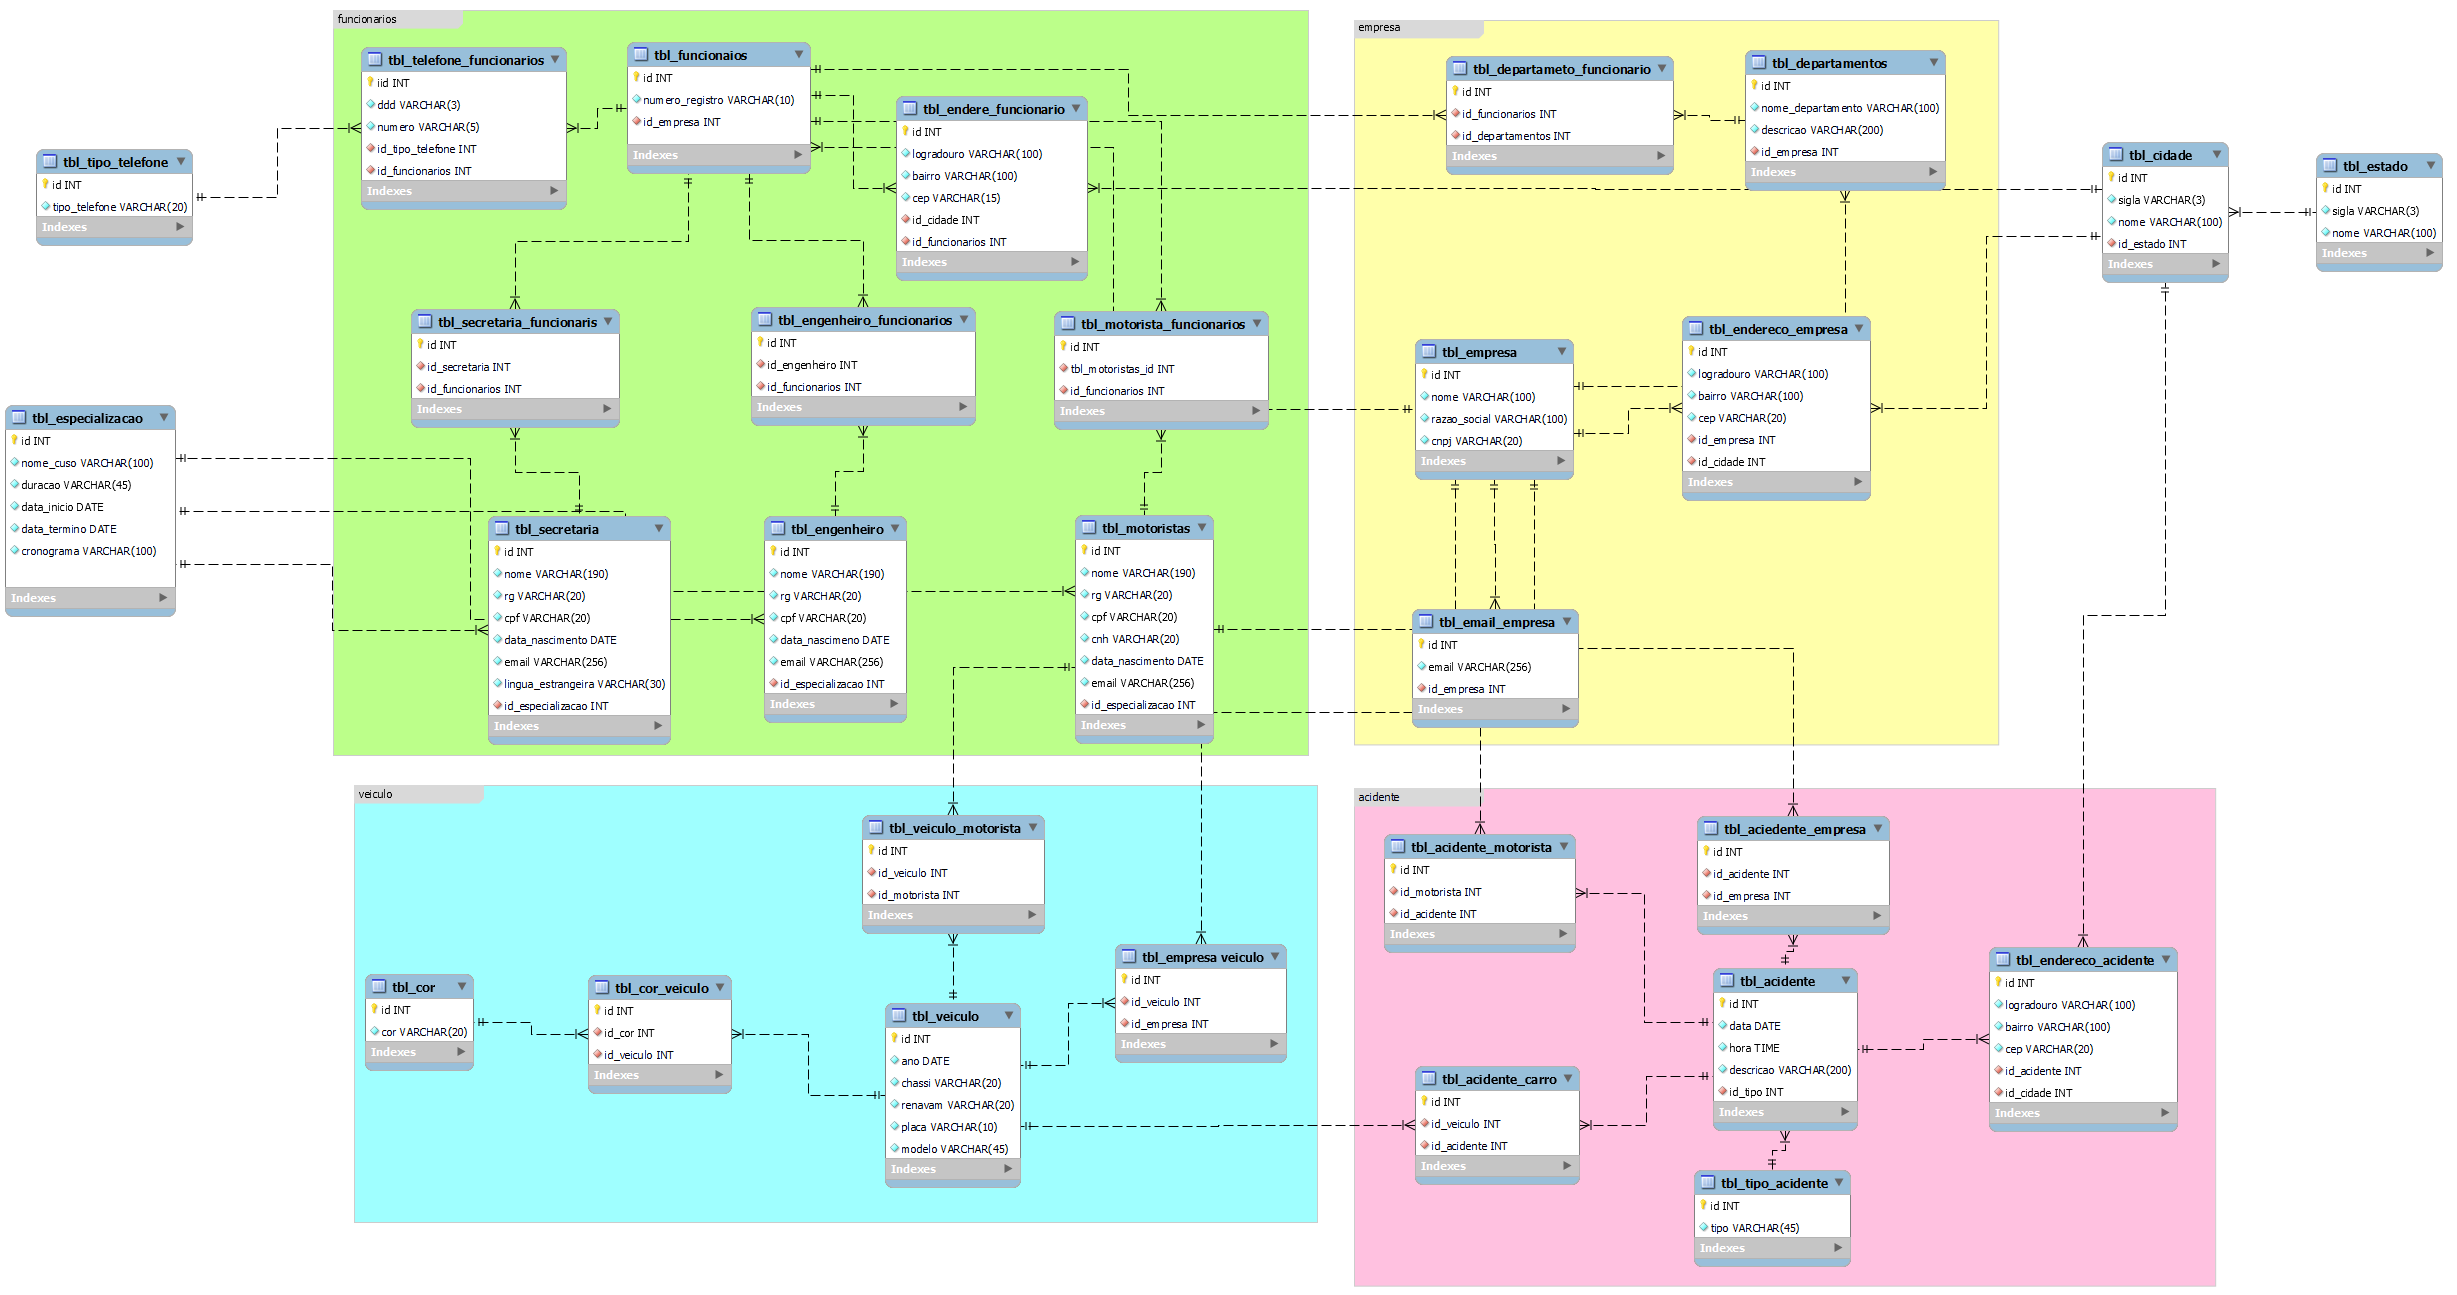 funcionarios
tbl_telefone_funcionarios
iid INT
ddd VARCHAR(3)
numero VARCHAR(5)
id_tipo_telefone INT
id_funcionarios INT
Indexes
tbl_funcionaios
id INT
numero_registro VARCHAR(10)
id_empresa INT
Indexes
tbl_endere_funcionario
id INT
logradouro VARCHAR(100)
bairro VARCHAR(100)
cep VARCHAR(15)
id_cidade INT
id_funcionarios INT
Indexes
empresa
tbl_departameto_funcionario
id INT
id_funcionarios INT
id_departamentos INT
Indexes
tbl_departamentos
id INT
nome_departamento VARCHAR(100)
descricao VARCHAR(200)
id_empresa INT
Indexes
tbl_tipo_telefone
id INT
tipo_telefone VARCHAR(20)
Indexes
tbl_cidade
id INT
sigla VARCHAR(3)
nome VARCHAR(100)
id_estado INT
Indexes
tbl_estado
id INT
sigla VARCHAR(3)
nome VARCHAR(100)
Indexes
tbl_secretaria_funcionaris
id INT
id_secretaria INT
id_funcionarios INT
Indexes
tbl_engenheiro_funcionarios
id INT
id_engenheiro INT
id_funcionarios INT
Indexes
tbl_motorista_funcionarios
id INT
tbl_motoristas_id INT
id_funcionarios INT
Indexes
tbl_empresa
id INT
nome VARCHAR(100)
razao_social VARCHAR(100)
cnpj VARCHAR(20)
Indexes
tbl_endereco_empresa
id INT
logradouro VARCHAR(100)
bairro VARCHAR(100)
cep VARCHAR(20)
id_empresa INT
id_cidade INT
Indexes
tbl_especializacao
id INT
nome_cuso VARCHAR(100)
duracao VARCHAR(45)
data_inicio DATE
data_termino DATE
cronograma VARCHAR(100)
Indexes
tbl_secretaria
id INT
nome VARCHAR(190)
rg VARCHAR(20)
cpf VARCHAR(20)
data_nascimento DATE
email VARCHAR(256)
lingua_estrangeira VARCHAR(30)
id_especializacao INT
Indexes
tbl_engenheiro
id INT
nome VARCHAR(190)
rg VARCHAR(20)
cpf VARCHAR(20)
data_nascimeno DATE
email VARCHAR(256)
id_especializacao INT
Indexes
tbl_motoristas
id INT
nome VARCHAR(190)
rg VARCHAR(20)
cpf VARCHAR(20)
cnh VARCHAR(20)
data_nascimento DATE
email VARCHAR(256)
id_especializacao INT
Indexes
tbl_email_empresa
id INT
email VARCHAR(256)
id_empresa INT
Indexes
veiculo
tbl_veiculo_motorista
id INT
id_veiculo INT
id_motorista INT
Indexes
tbl_empresa veiculo
id INT
id_veiculo INT
id_empresa INT
Indexes
tbl_cor
id INT
cor VARCHAR(20)
Indexes
tbl_cor_veiculo
id INT
id_cor INT
id_veiculo INT
Indexes
tbl_veiculo
id INT
ano DATE
chassi VARCHAR(20)
renavam VARCHAR(20)
placa VARCHAR(10)
modelo VARCHAR(45)
Indexes
acidente
tbl_acidente_motorista
id INT
id_motorista INT
id_acidente INT
Indexes
tbl_aciedente_empresa
id INT
id_acidente INT
id_empresa INT
Indexes
tbl_acidente
id INT
data DATE
hora TIME
descricao VARCHAR(200)
id_tipo INT
Indexes
tbl_endereco_acidente
id INT
logradouro VARCHAR(100)
bairro VARCHAR(100)
cep VARCHAR(20)
id_acidente INT
id_cidade INT
Indexes
tbl_acidente_carro
id INT
id_veiculo INT
id_acidente INT
Indexes
tbl_tipo_acidente
id INT
tipo VARCHAR(45)
Indexes